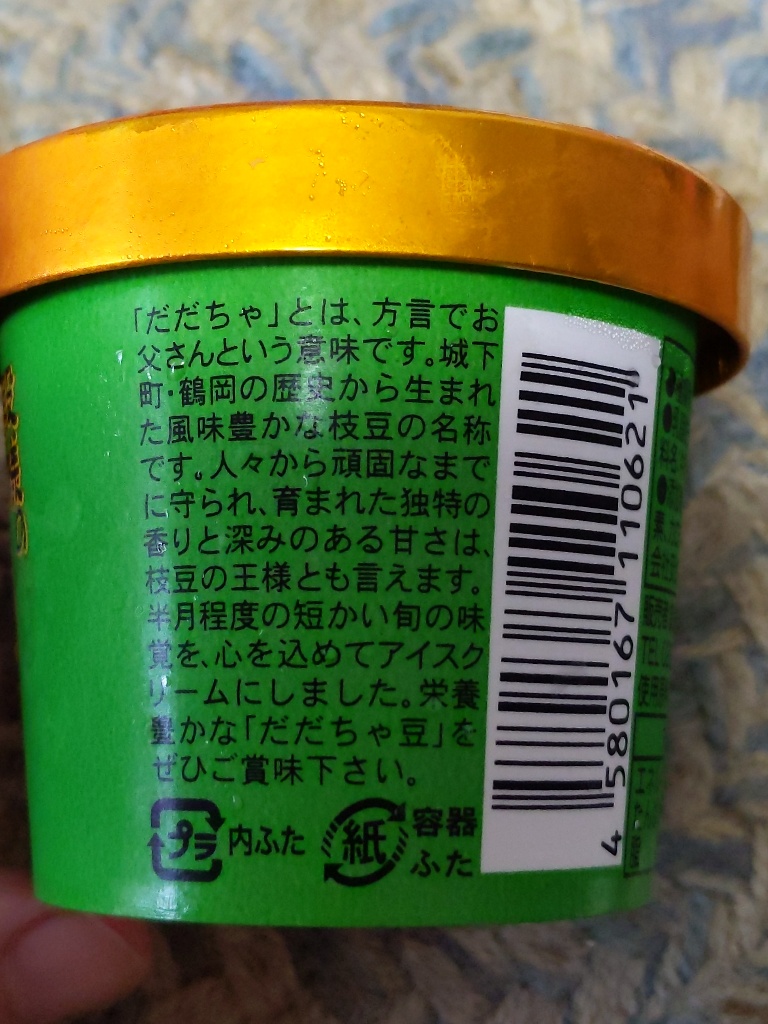 「だだちゃ」とは、方言でお
父さんという意味です。城下
町・鶴岡の歴史から生まれ
た風味豊かな枝豆の名称
です。人々から頑固なまで
に守られ、育まれた独特の
香りと深みのある甘さは、
枝豆の王様とも言えます。
半月程度の短かい旬の味
覚を、心を込めてアイスク
リームにしました。栄養
豊かな「だだちゃ豆」を
ぜひご賞味下さい。
プラ 内ふた 紙 容器
ふた
4 580167 110621